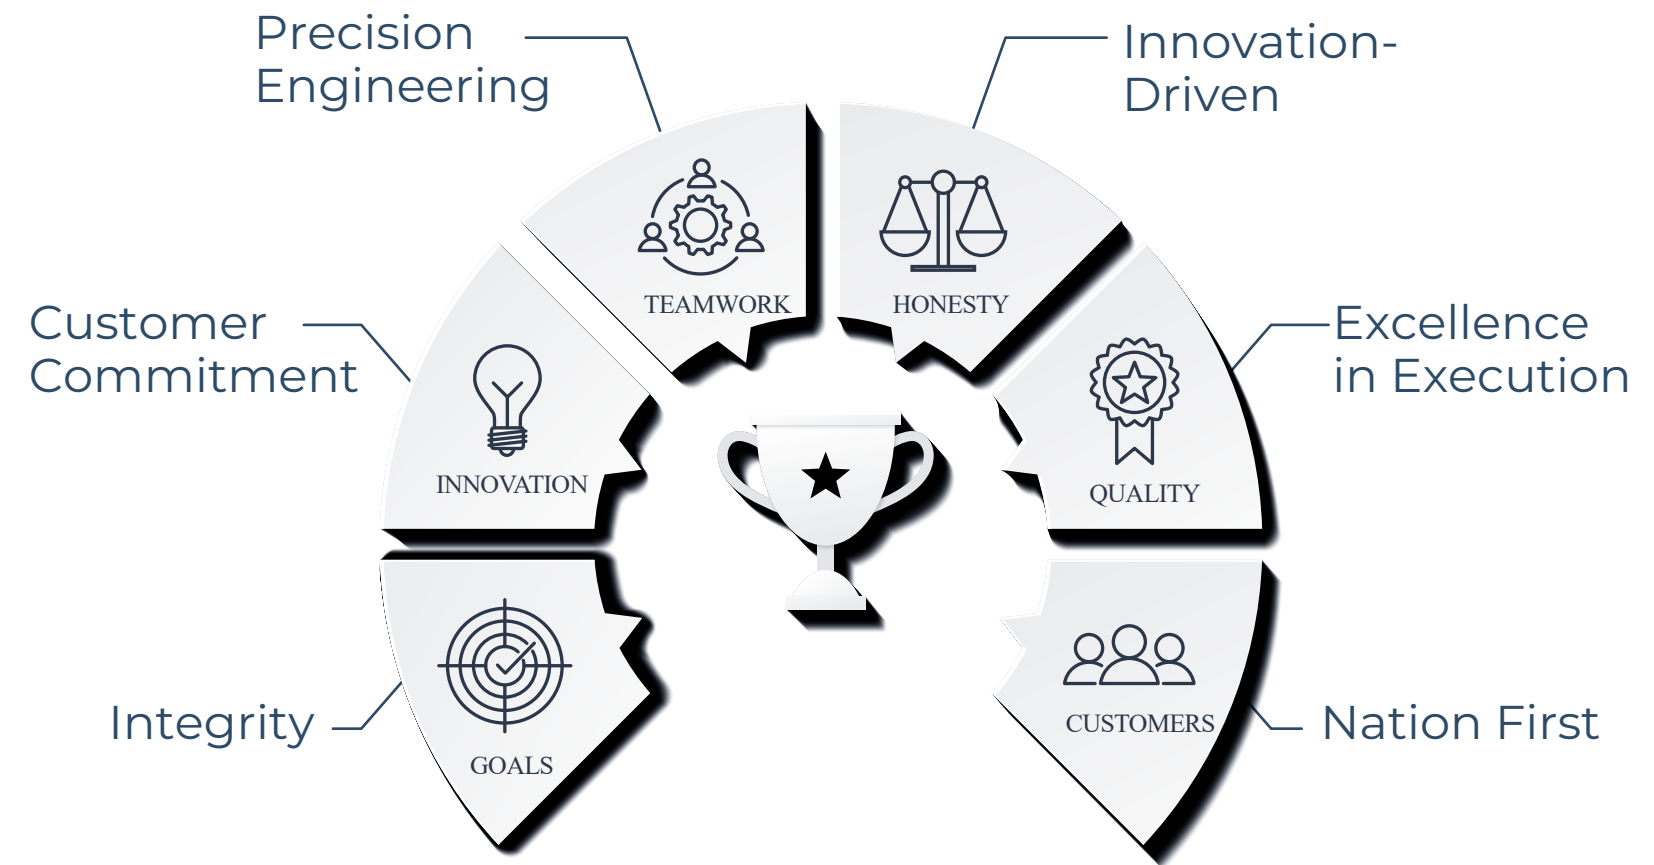 Precision
Engineering
Innovation-
Driven
TEAMWORK
HONESTY
Customer
Commitment
Excellence
in Execution
INNOVATION
QUALITY
Integrity
Nation First
GOALS
CUSTOMERS